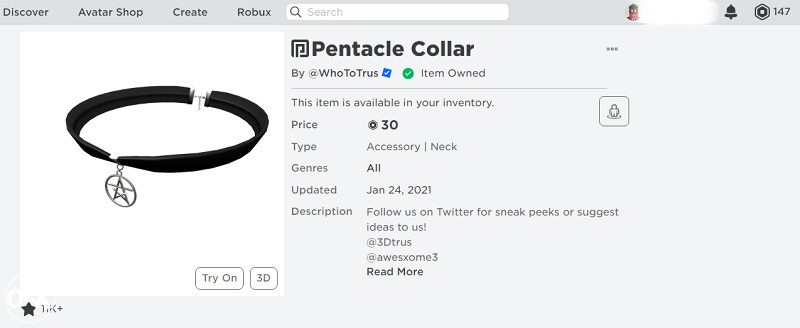 Discover Avatar Shop Create Robux Search 147
Pentacle Collar
By @WhoToTrus Item Owned
This item is available in your inventory.
Price 30
Type Accessory | Neck
Genres All
Updated Jan 24, 2021
Description Follow us on Twitter for sneak peeks or suggest
ideas to us!
@3Dtrus
@awesxome3
Read More
Try On 3D
11K+